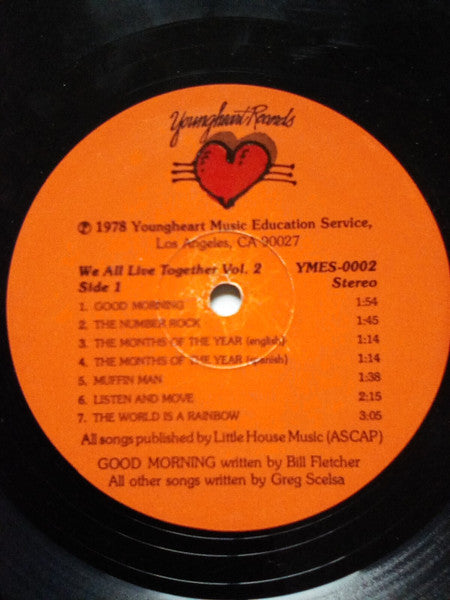 Youngheart Records
℗ 1978 Youngheart Music Education Service,
Los Angeles, CA 90027
We All Live Together Vol. 2 YMES-0002
Side 1 Stereo
1. GOOD MORNING 1:54
2. THE NUMBER ROCK 1:45
3. THE MONTHS OF THE YEAR (english) 1:14
4. THE MONTHS OF THE YEAR (spanish) 1:14
5. MUFFIN MAN 1:38
6. LISTEN AND MOVE 2:15
7. THE WORLD IS A RAINBOW 3:05
All songs published by Little House Music (ASCAP)
GOOD MORNING written by Bill Fletcher
All other songs written by Greg Scelsa